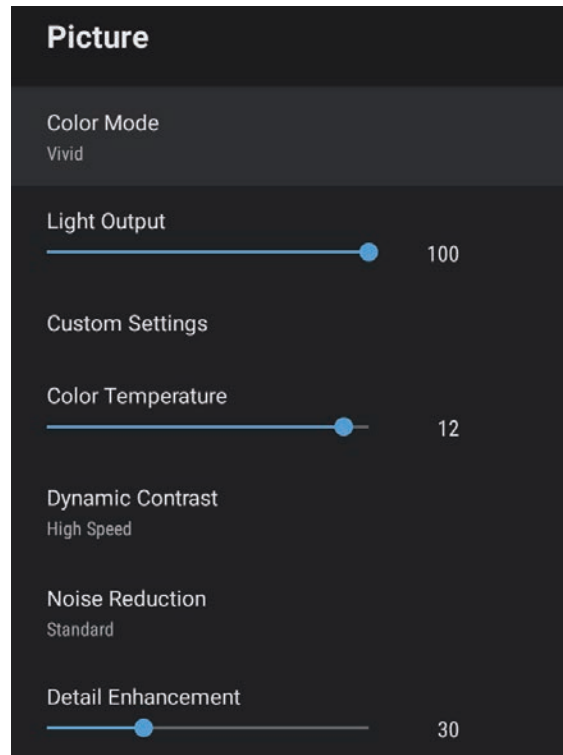 Picture
Color Mode
Vivid
Light Output
100
Custom Settings
Color Temperature
12
Dynamic Contrast
High Speed
Noise Reduction
Standard
Detail Enhancement
30